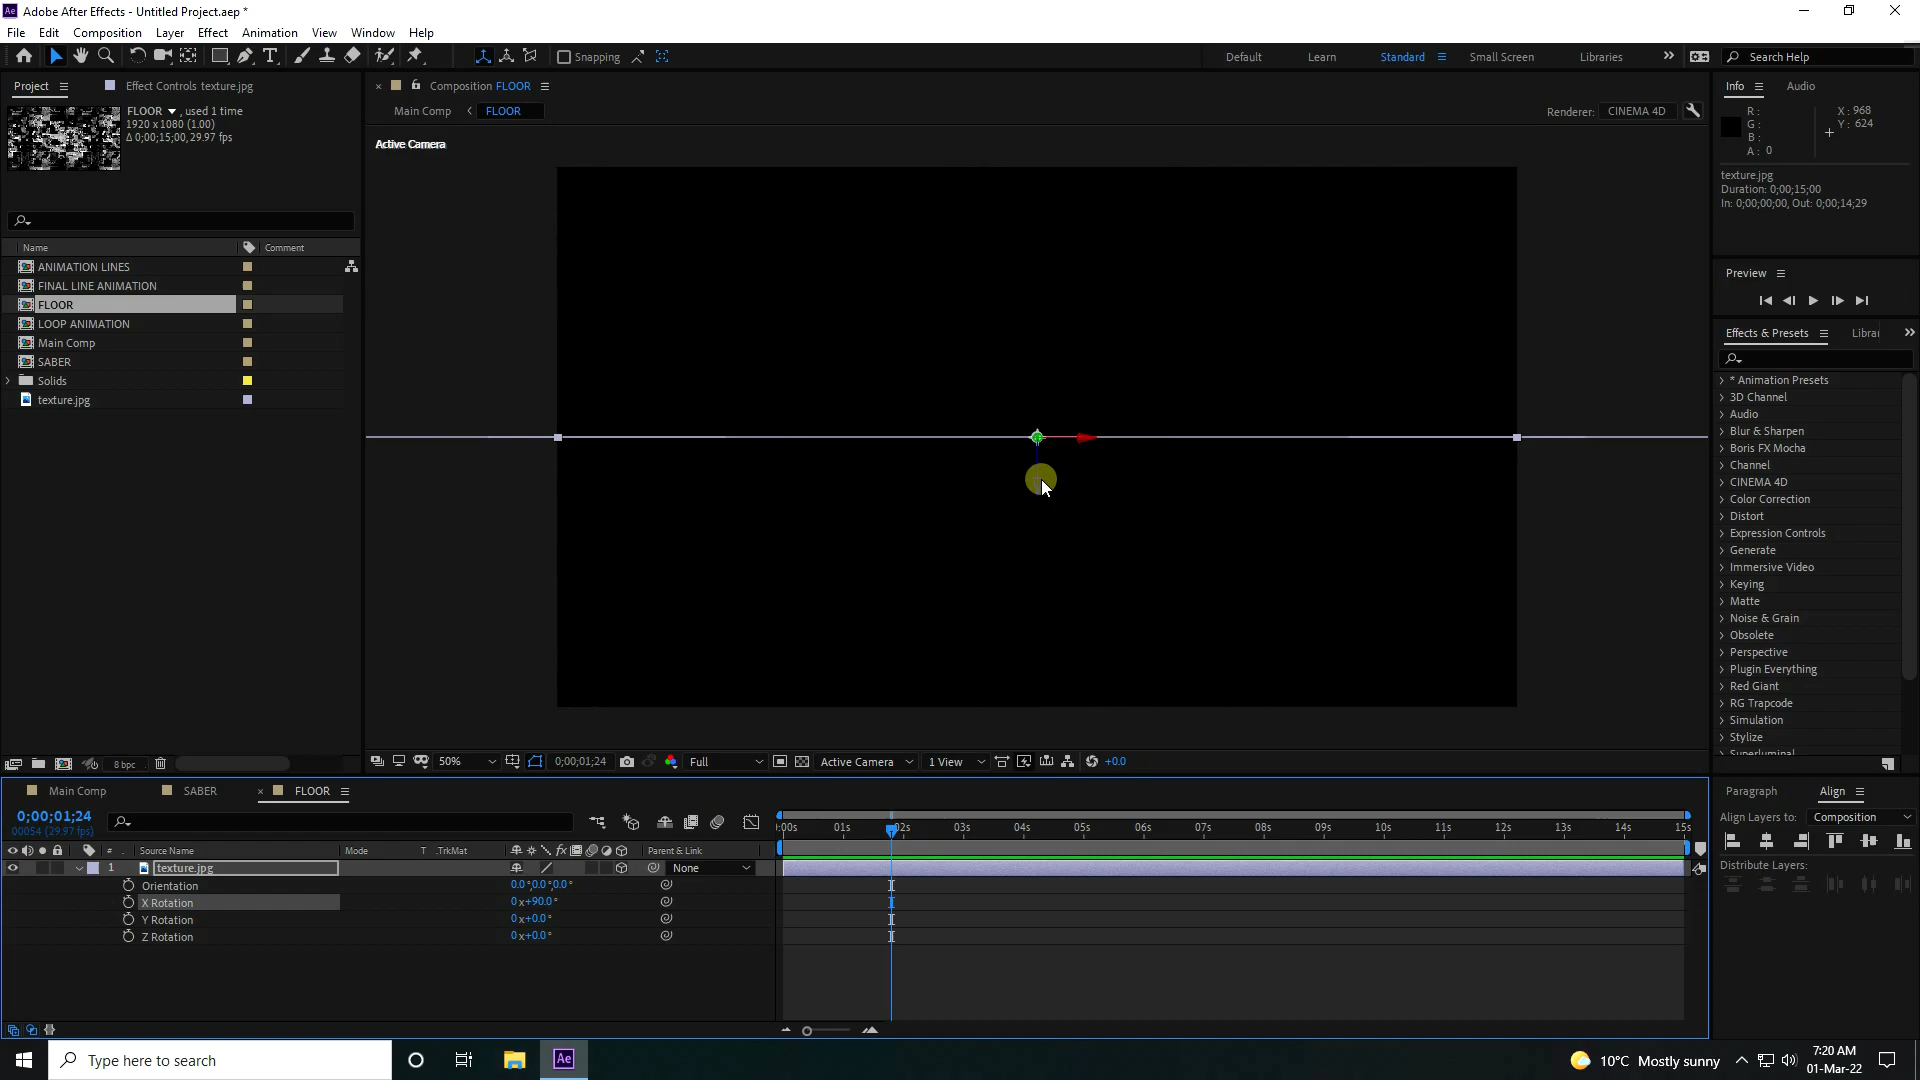 Adobe After Effects - Untitled Project.aep *
File Edit Composition Layer Effect Animation View Window Help
Snapping
Default Learn Standard Small Screen Libraries
Search Help
Project
Effect Controls texture.jpg
FLOOR , used 1 time
1920 x 1080 (1.00)
Δ 0;00;15;00, 29.97 fps
Name
Comment
ANIMATION LINES
FINAL LINE ANIMATION
FLOOR
LOOP ANIMATION
Main Comp
SABER
Solids
texture.jpg
8 bpc
Composition FLOOR
Main Comp FLOOR
Renderer: CINEMA 4D
Active Camera
50%
0;00;01;24
Full
Active Camera
1 View
+0.0
Info Audio
R:
G:
B:
A: 0
X: 968
Y: 624
texture.jpg
Duration: 0;00;15;00
In: 0;00;00;00, Out: 0;00;14;29
Preview
Effects & Presets
Librar
* Animation Presets
3D Channel
Audio
Blur & Sharpen
Boris FX Mocha
Channel
CINEMA 4D
Color Correction
Distort
Expression Controls
Generate
Immersive Video
Keying
Matte
Noise & Grain
Obsolete
Perspective
Plugin Everything
Red Giant
RG Trapcode
Simulation
Stylize
Superluminal
Main Comp SABER FLOOR
0;00;01;24
00054 (29.97 fps)
:00s 01s 02s 03s 04s 05s 06s 07s 08s 09s 10s 11s 12s 13s 14s 15s
# Source Name Mode T .TrkMat Parent & Link
1 texture.jpg None
Orientation 0.0°,0.0°,0.0°
X Rotation 0x+90.0°
Y Rotation 0x+0.0°
Z Rotation 0x+0.0°
Paragraph Align
Align Layers to: Composition
Distribute Layers:
Type here to search
Ae
10°C Mostly sunny
7:20 AM
01-Mar-22